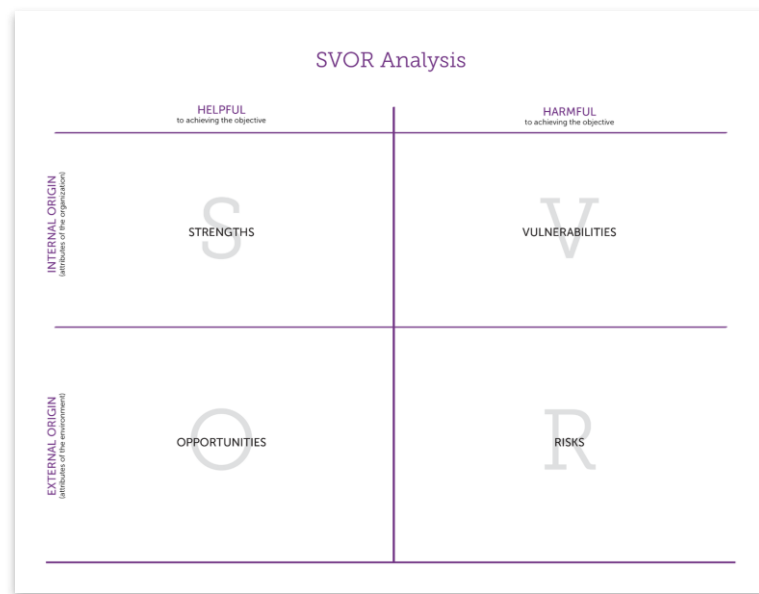 SVOR Analysis
HELPFUL
to achieving the objective
HARMFUL
to achieving the objective
INTERNAL ORIGIN
(attributes of the organization)
S
STRENGTHS
V
VULNERABILITIES
EXTERNAL ORIGIN
(attributes of the environment)
O
OPPORTUNITIES
R
RISKS